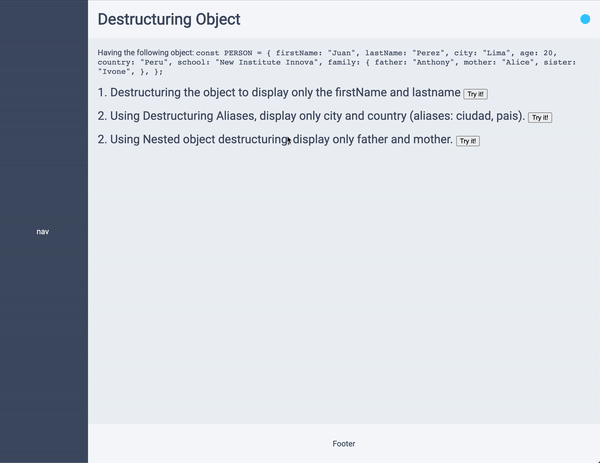 Destructuring Object
Having the following object: const PERSON = { firstName: "Juan", lastName: "Perez", city: "Lima", age: 20,
country: "Peru", school: "New Institute Innova", family: { father: "Anthony", mother: "Alice", sister:
"Ivone", }, };
1. Destructuring the object to display only the firstName and lastname Try it!
2. Using Destructuring Aliases, display only city and country (aliases: ciudad, pais). Try it!
2. Using Nested object destructuring, display only father and mother. Try it!
nav
Footer